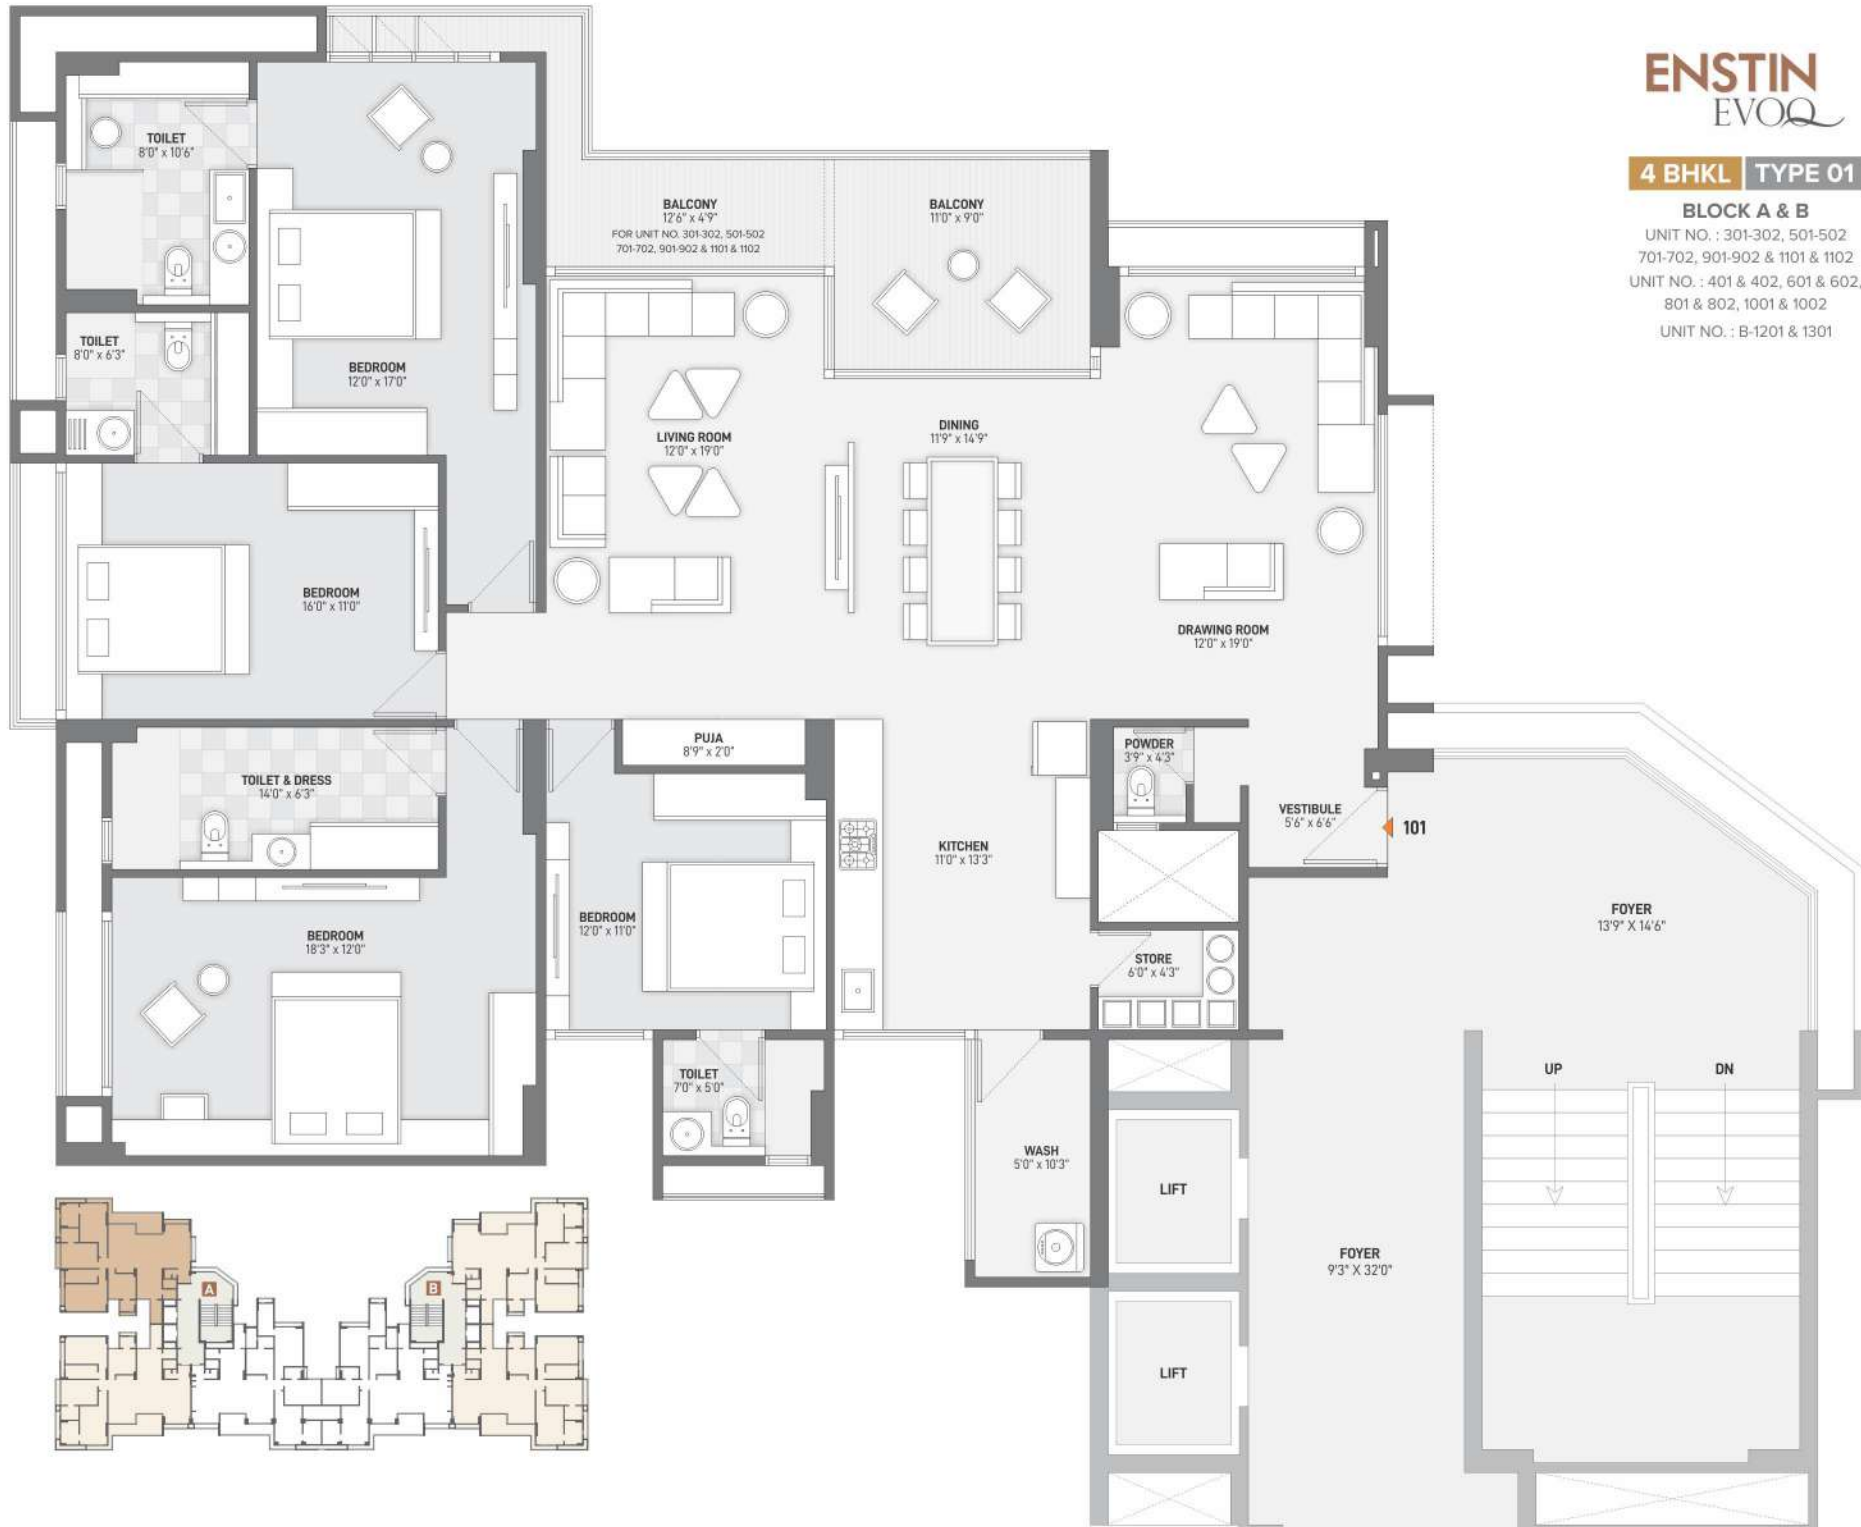 ENSTIN
EVOQ
4 BHKL TYPE 01
BLOCK A & B
UNIT NO. : 301-302, 501-502
701-702, 901-902 & 1101 & 1102
UNIT NO. : 401 & 402, 601 & 602,
801 & 802, 1001 & 1002
UNIT NO. : B-1201 & 1301
TOILET
8'0" x 10'6"
BALCONY
12'6" x 4'9"
FOR UNIT NO. 301-302, 501-502
701-702, 901-902 & 1101 & 1102
BALCONY
11'0" x 9'0"
TOILET
8'0" x 6'3"
BEDROOM
12'0" x 17'0"
LIVING ROOM
12'0" x 19'0"
DINING
11'9" x 14'9"
BEDROOM
16'0" x 11'0"
DRAWING ROOM
12'0" x 19'0"
PUJA
8'9" x 2'0"
POWDER
3'9" x 4'3"
TOILET & DRESS
14'0" x 6'3"
VESTIBULE
5'6" x 6'6"
101
KITCHEN
11'0" x 13'3"
BEDROOM
18'3" x 12'0"
BEDROOM
12'0" x 11'0"
FOYER
13'9" X 14'6"
STORE
6'0" x 4'3"
TOILET
7'0" x 5'0"
UP
DN
WASH
5'0" x 10'3"
LIFT
FOYER
9'3" X 32'0"
LIFT
A
B